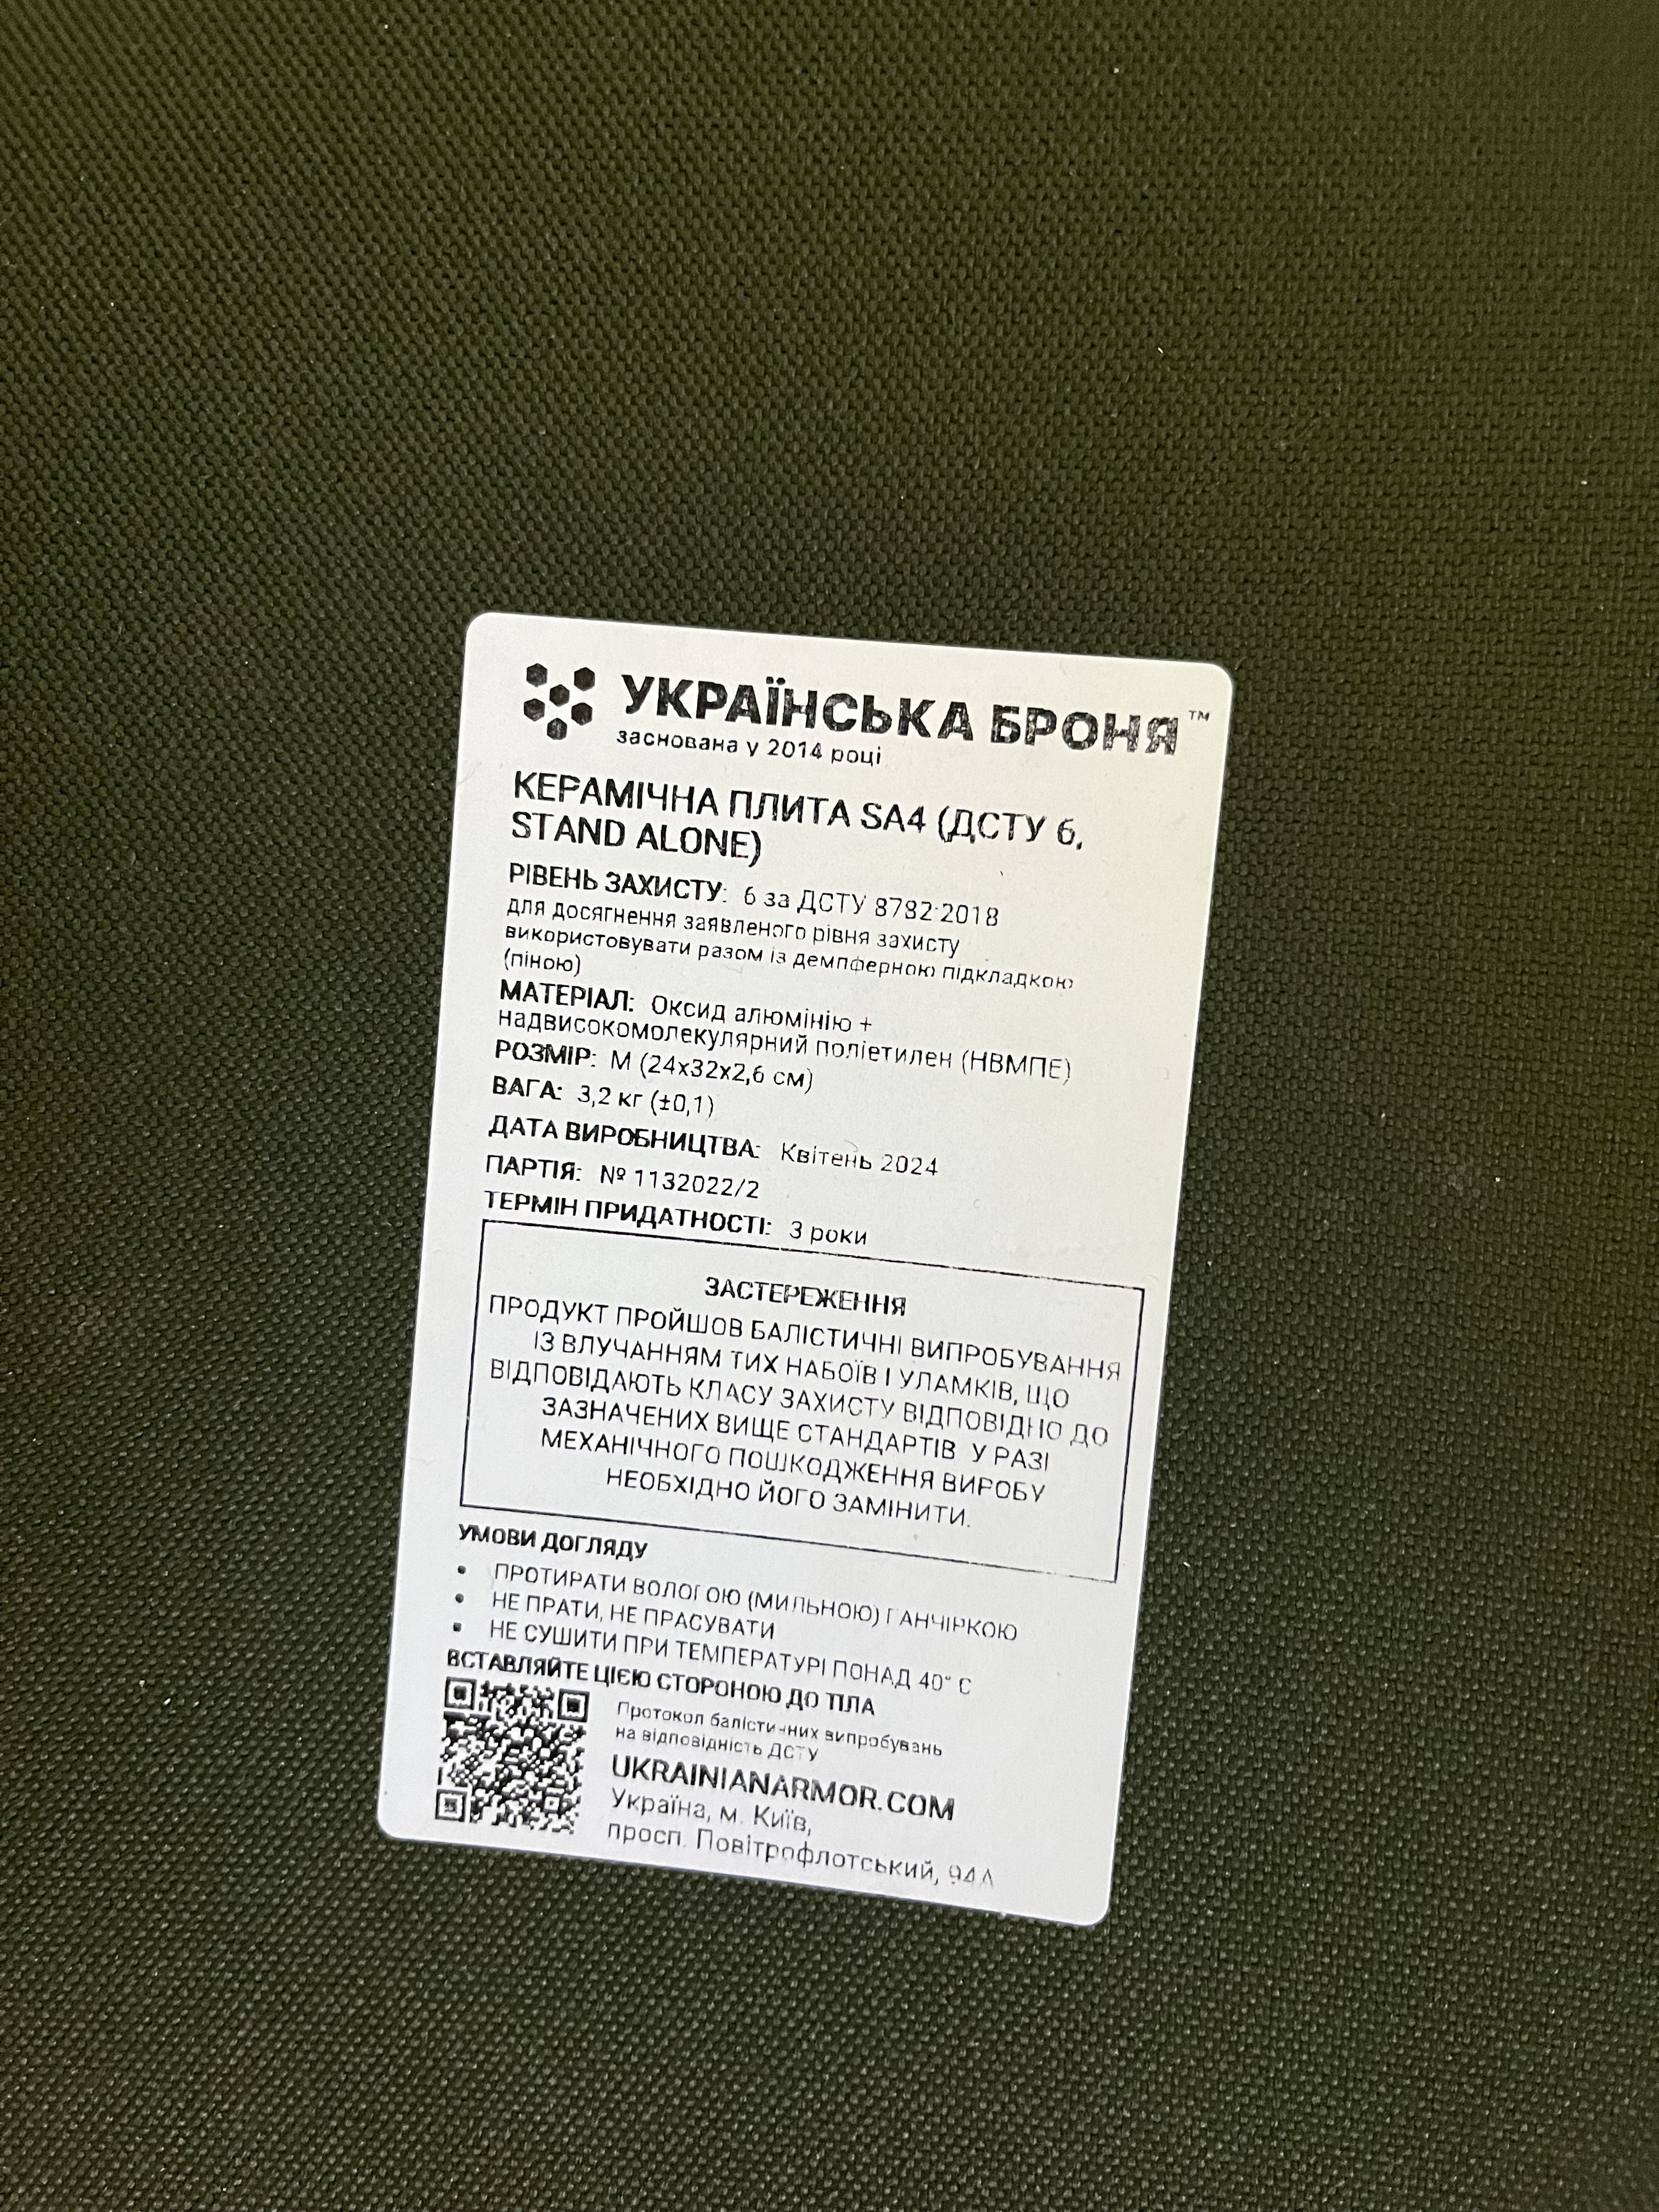 УКРАЇНСЬКА БРОНЯ™
заснована у 2014 році
КЕРАМІЧНА ПЛИТА SA4 (ДСТУ 6,
STAND ALONE)
РІВЕНЬ ЗАХИСТУ: 6 за ДСТУ 8782:2018
для досягнення заявленого рівня захисту
використовувати разом із демпферною підкладкою
(піною)
МАТЕРІАЛ: Оксид алюмінію +
надвисокомолекулярний поліетилен (НВМПЕ)
РОЗМІР: M (24x32x2,6 см)
ВАГА: 3,2 кг (±0,1)
ДАТА ВИРОБНИЦТВА: Квітень 2024
ПАРТІЯ: № 1132022/2
ТЕРМІН ПРИДАТНОСТІ: 3 роки
ЗАСТЕРЕЖЕННЯ
ПРОДУКТ ПРОЙШОВ БАЛІСТИЧНІ ВИПРОБУВАННЯ
ІЗ ВЛУЧАННЯМ ТИХ НАБОЇВ І УЛАМКІВ, ЩО
ВІДПОВІДАЮТЬ КЛАСУ ЗАХИСТУ ВІДПОВІДНО ДО
ЗАЗНАЧЕНИХ ВИЩЕ СТАНДАРТІВ У РАЗІ
МЕХАНІЧНОГО ПОШКОДЖЕННЯ ВИРОБУ
НЕОБХІДНО ЙОГО ЗАМІНИТИ.
УМОВИ ДОГЛЯДУ
• ПРОТИРАТИ ВОЛОГОЮ (МИЛЬНОЮ) ГАНЧІРКОЮ
• НЕ ПРАТИ, НЕ ПРАСУВАТИ
• НЕ СУШИТИ ПРИ ТЕМПЕРАТУРІ ПОНАД 40° С
ВСТАВЛЯЙТЕ ЦІЄЮ СТОРОНОЮ ДО ТІЛА
Протокол балістичних випробувань
на відповідність ДСТУ
UKRAINIANARMOR.COM
Україна, м. Київ,
просп. Повітрофлотський, 94А